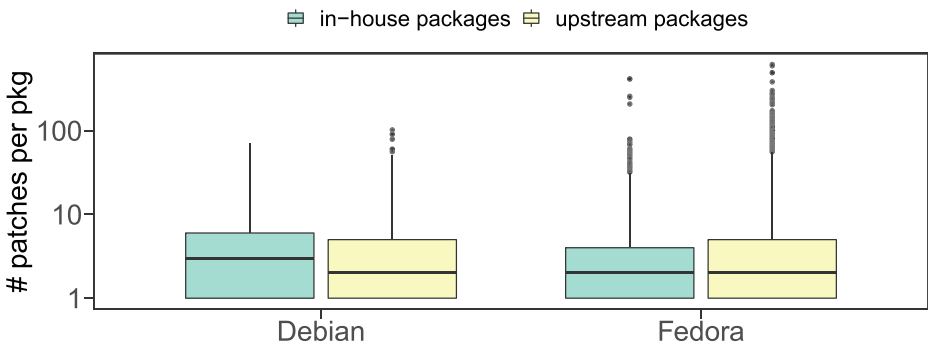 in−house packages upstream packages
# patches per pkg
100
10
1
Debian Fedora